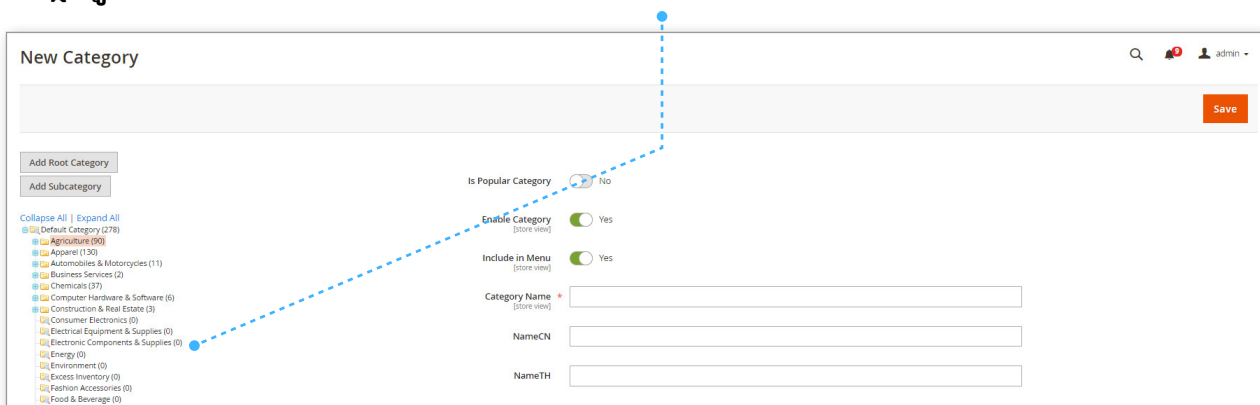 New Category
9
admin
Save
Add Root Category
Add Subcategory
Collapse All | Expand All
Default Category (278)
Agriculture (90)
Apparel (130)
Automobiles & Motorcycles (11)
Business Services (2)
Chemicals (37)
Computer Hardware & Software (6)
Construction & Real Estate (3)
Consumer Electronics (0)
Electrical Equipment & Supplies (0)
Electronic Components & Supplies (0)
Energy (0)
Environment (0)
Excess Inventory (0)
Fashion Accessories (0)
Food & Beverage (0)
Is Popular Category No
Enable Category Yes
[store view]
Include in Menu Yes
[store view]
Category Name *
[store view]
NameCN
NameTH